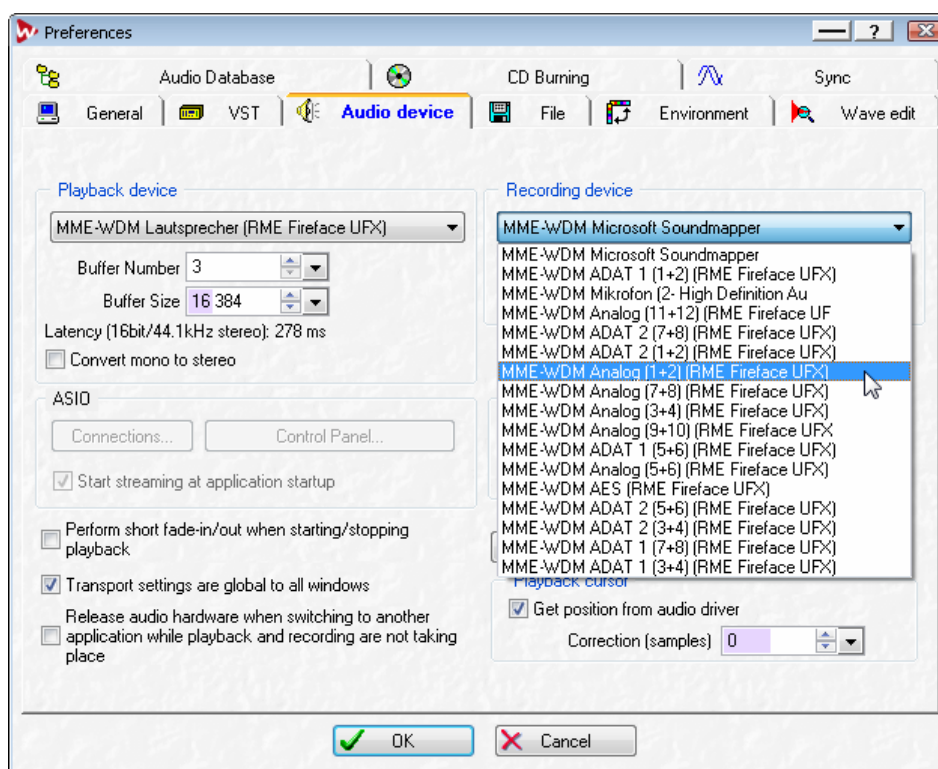 Preferences
?
Audio Database
CD Burning
Sync
General
VST
Audio device
File
Environment
Wave edit
Playback device
MME-WDM Lautsprecher (RME Fireface UFX)
Buffer Number 3
Buffer Size 16 384
Latency (16bit/44.1kHz stereo): 278 ms
Convert mono to stereo
ASIO
Connections...
Control Panel...
Start streaming at application startup
Perform short fade-in/out when starting/stopping
playback
Transport settings are global to all windows
Release audio hardware when switching to another
application while playback and recording are not taking
place
Recording device
MME-WDM Microsoft Soundmapper
MME-WDM Microsoft Soundmapper
MME-WDM ADAT 1 (1+2) (RME Fireface UFX)
MME-WDM Mikrofon (2- High Definition Au
MME-WDM Analog (11+12) (RME Fireface UF
MME-WDM ADAT 2 (7+8) (RME Fireface UFX)
MME-WDM ADAT 2 (1+2) (RME Fireface UFX)
MME-WDM Analog (1+2) (RME Fireface UFX)
MME-WDM Analog (7+8) (RME Fireface UFX)
MME-WDM Analog (3+4) (RME Fireface UFX)
MME-WDM Analog (9+10) (RME Fireface UFX
MME-WDM ADAT 1 (5+6) (RME Fireface UFX)
MME-WDM Analog (5+6) (RME Fireface UFX)
MME-WDM AES (RME Fireface UFX)
MME-WDM ADAT 2 (5+6) (RME Fireface UFX)
MME-WDM ADAT 2 (3+4) (RME Fireface UFX)
MME-WDM ADAT 1 (7+8) (RME Fireface UFX)
MME-WDM ADAT 1 (3+4) (RME Fireface UFX)
Playback cursor
Get position from audio driver
Correction (samples) 0
OK
Cancel